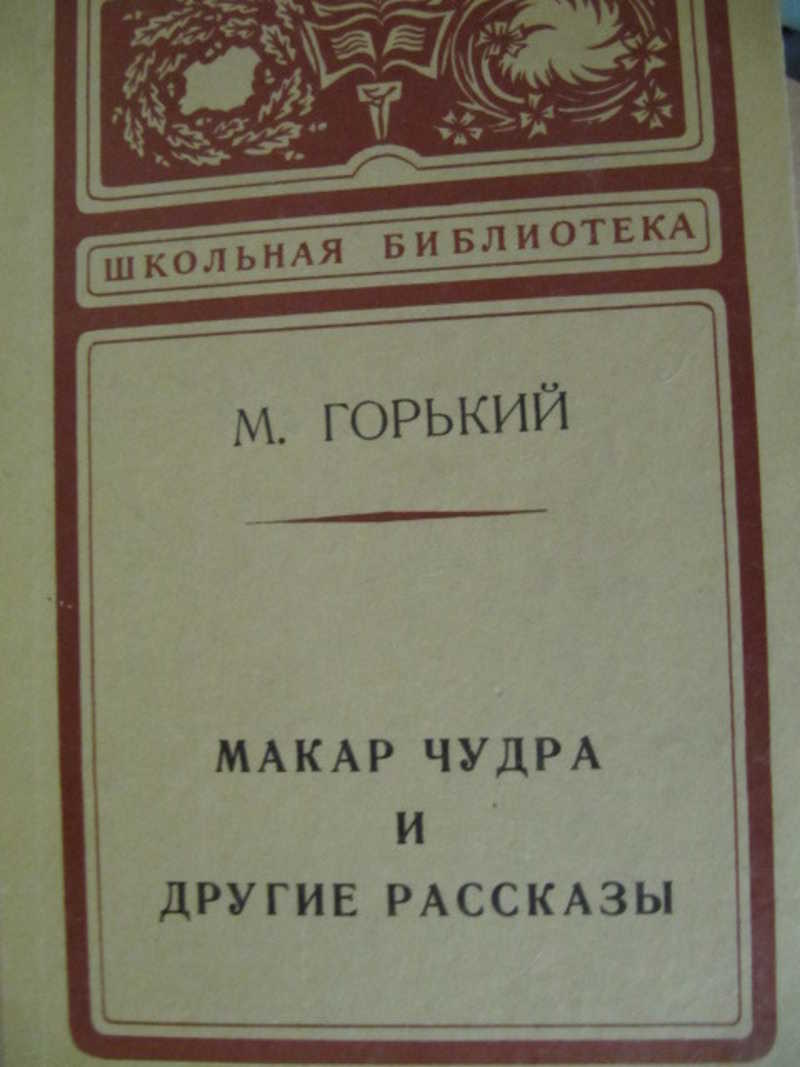 ШКОЛЬНАЯ БИБЛИОТЕКА
М. ГОРЬКИЙ
МАКАР ЧУДРА
И
ДРУГИЕ РАССКАЗЫ